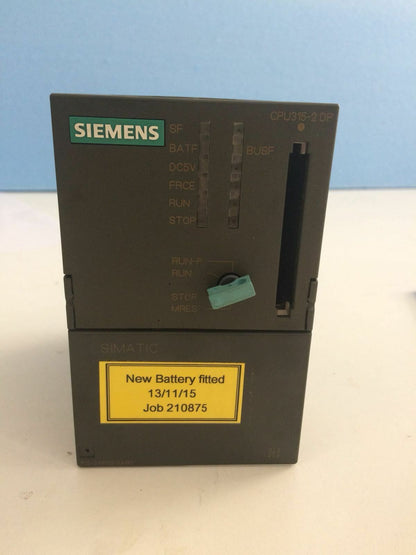 SIEMENS
CPU315-2 DP
SF
BATF
BUSF
DC5V
FRCE
RUN
STOP
RUN-P
RUN
STOP
MRES
SIMATIC
New Battery fitted
13/11/15
Job 210875